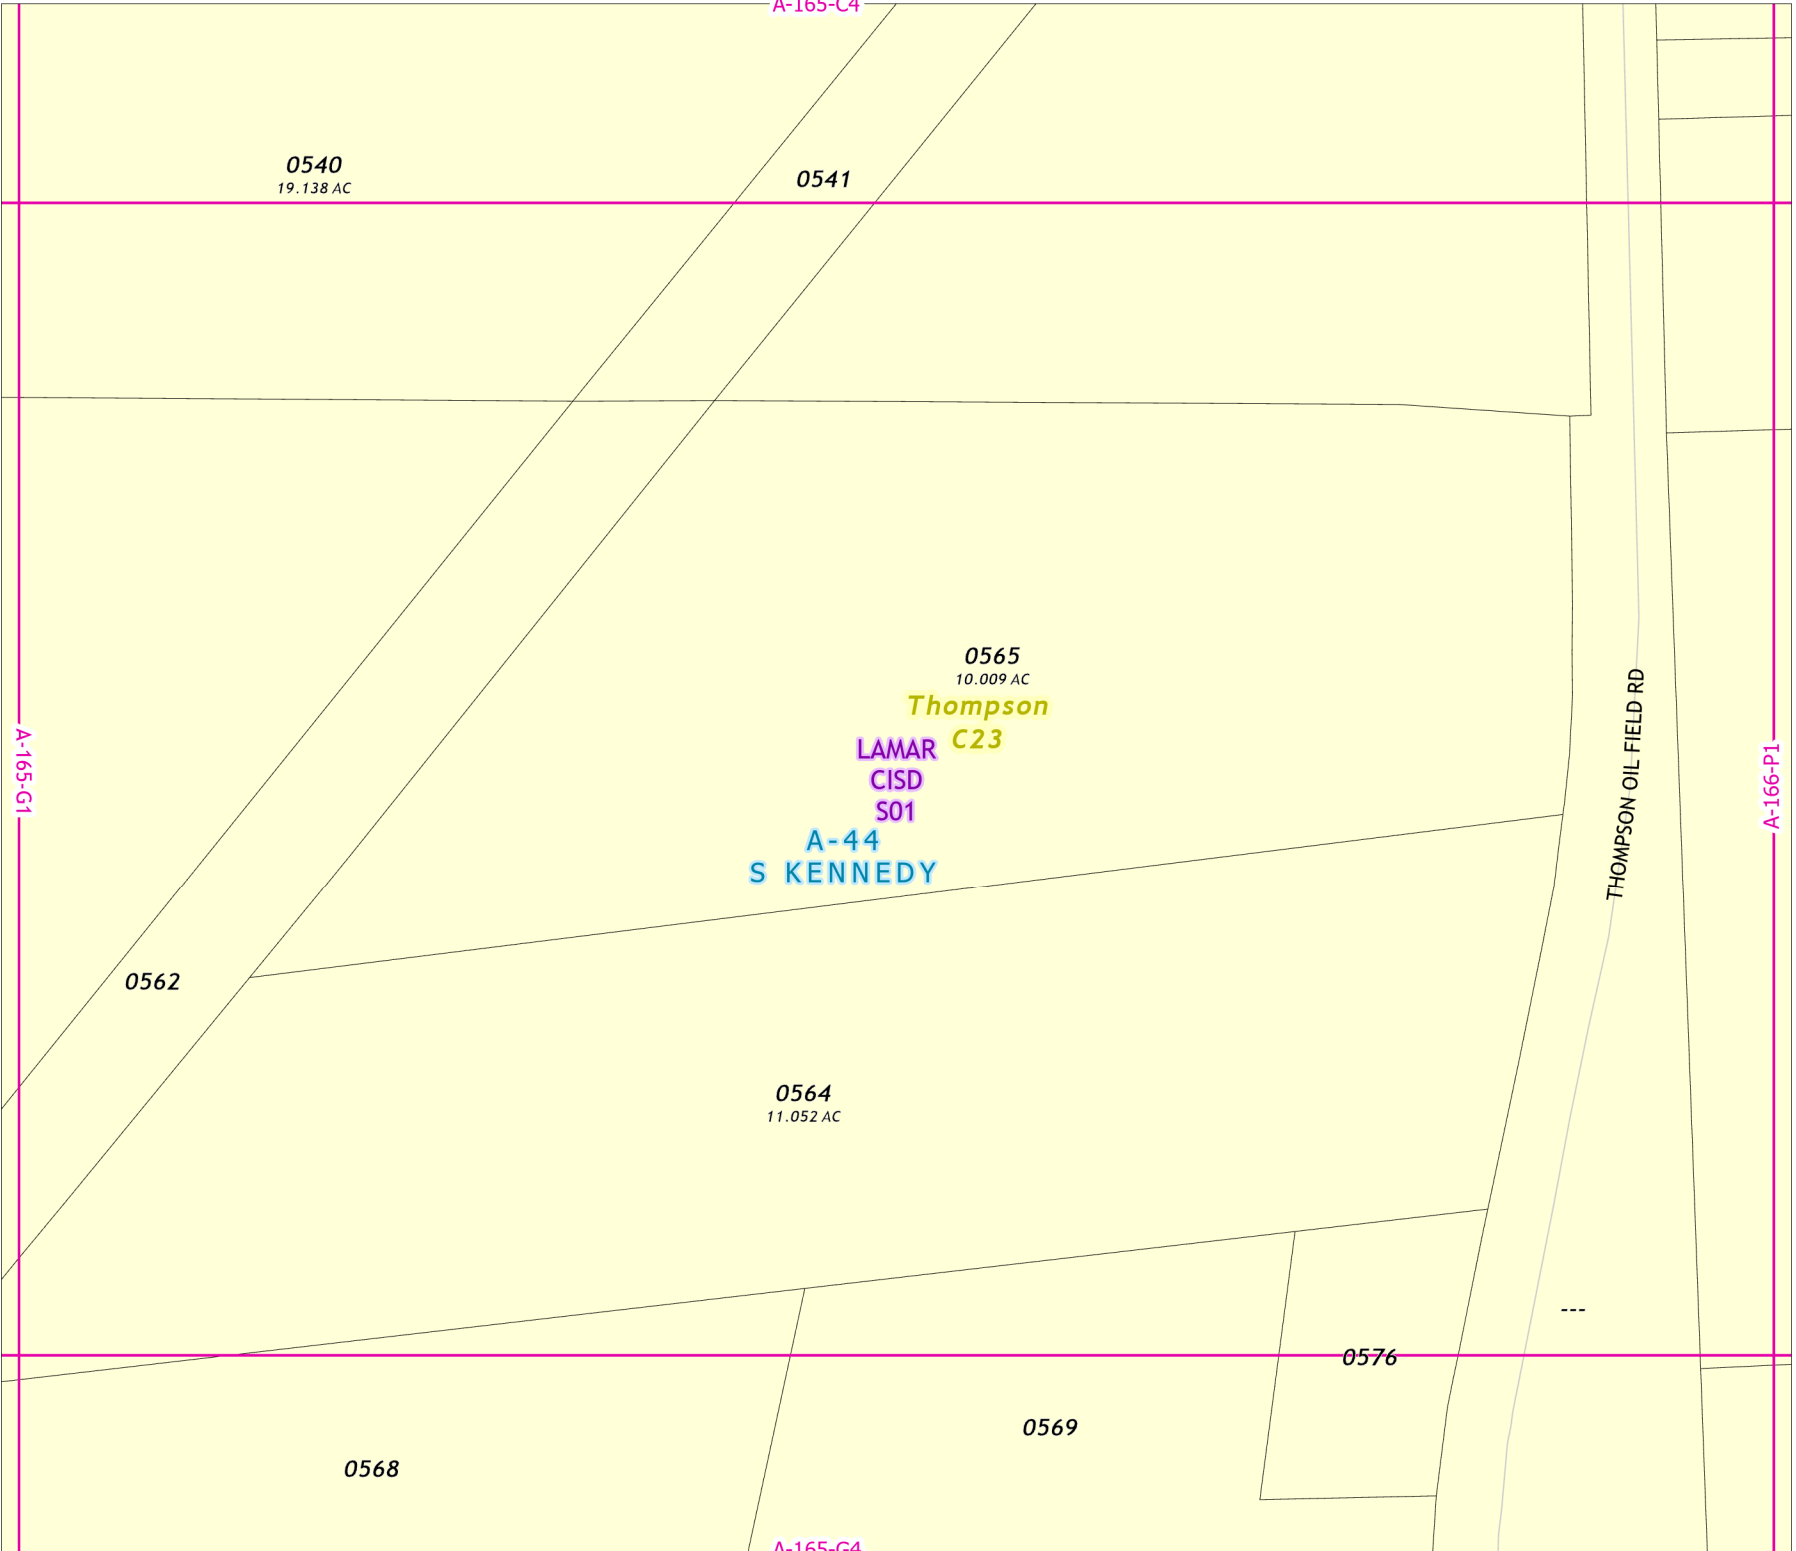 A-165-C4
0540
19.138 AC
0541
0565
10.009 AC
Thompson
C23
LAMAR
CISD
S01
A-44
S KENNEDY
A-165-G1
THOMPSON OIL FIELD RD
A-166-P1
0562
0564
11.052 AC
---
0576
0569
0568
A-165-G4